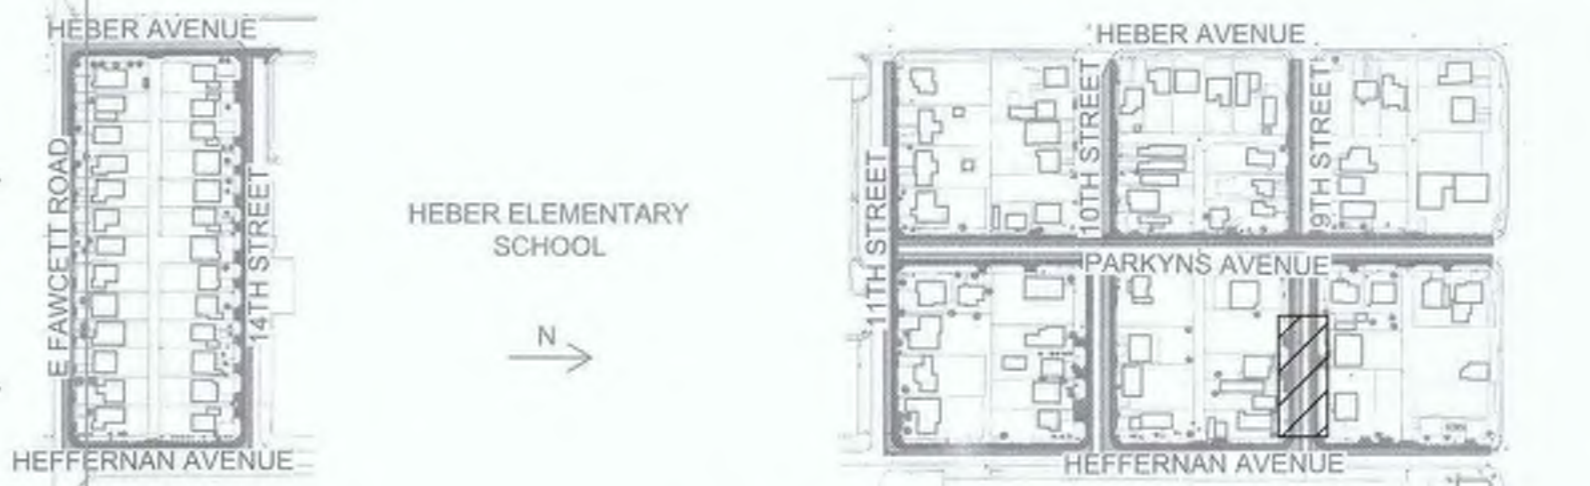 HEBER AVENUE
E FAWCETT ROAD
14TH STREET
HEFFERNAN AVENUE
HEBER ELEMENTARY
SCHOOL
N
HEBER AVENUE
11TH STREET
10TH STREET
9TH STREET
PARKYNS AVENUE
HEFFERNAN AVENUE